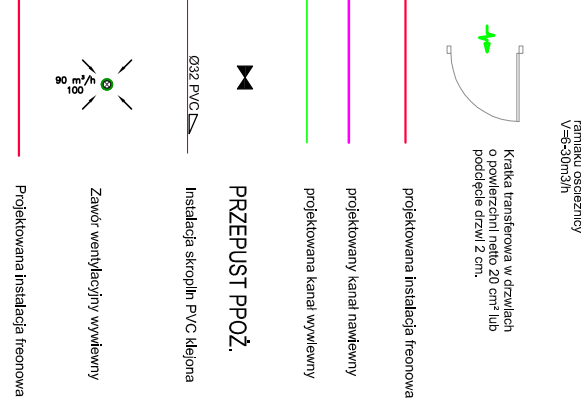 ramiaku ościeżnicy
V=6-30m3/h
Kratka transferowa w drzwiach
o powierzchni netto 20 cm² lub
podcięcie drzwi 2 cm.
projektowana instalacja freonowa
projektowany kanał nawiewny
projektowana kanał wywiewny
PRZEPUST PPOŻ.
Ø32 PVC
Instalacja skroplin PVC klejona
90 m³/h
100
Zawór wentylacyjny wywiewny
Projektowana instalacja freonowa